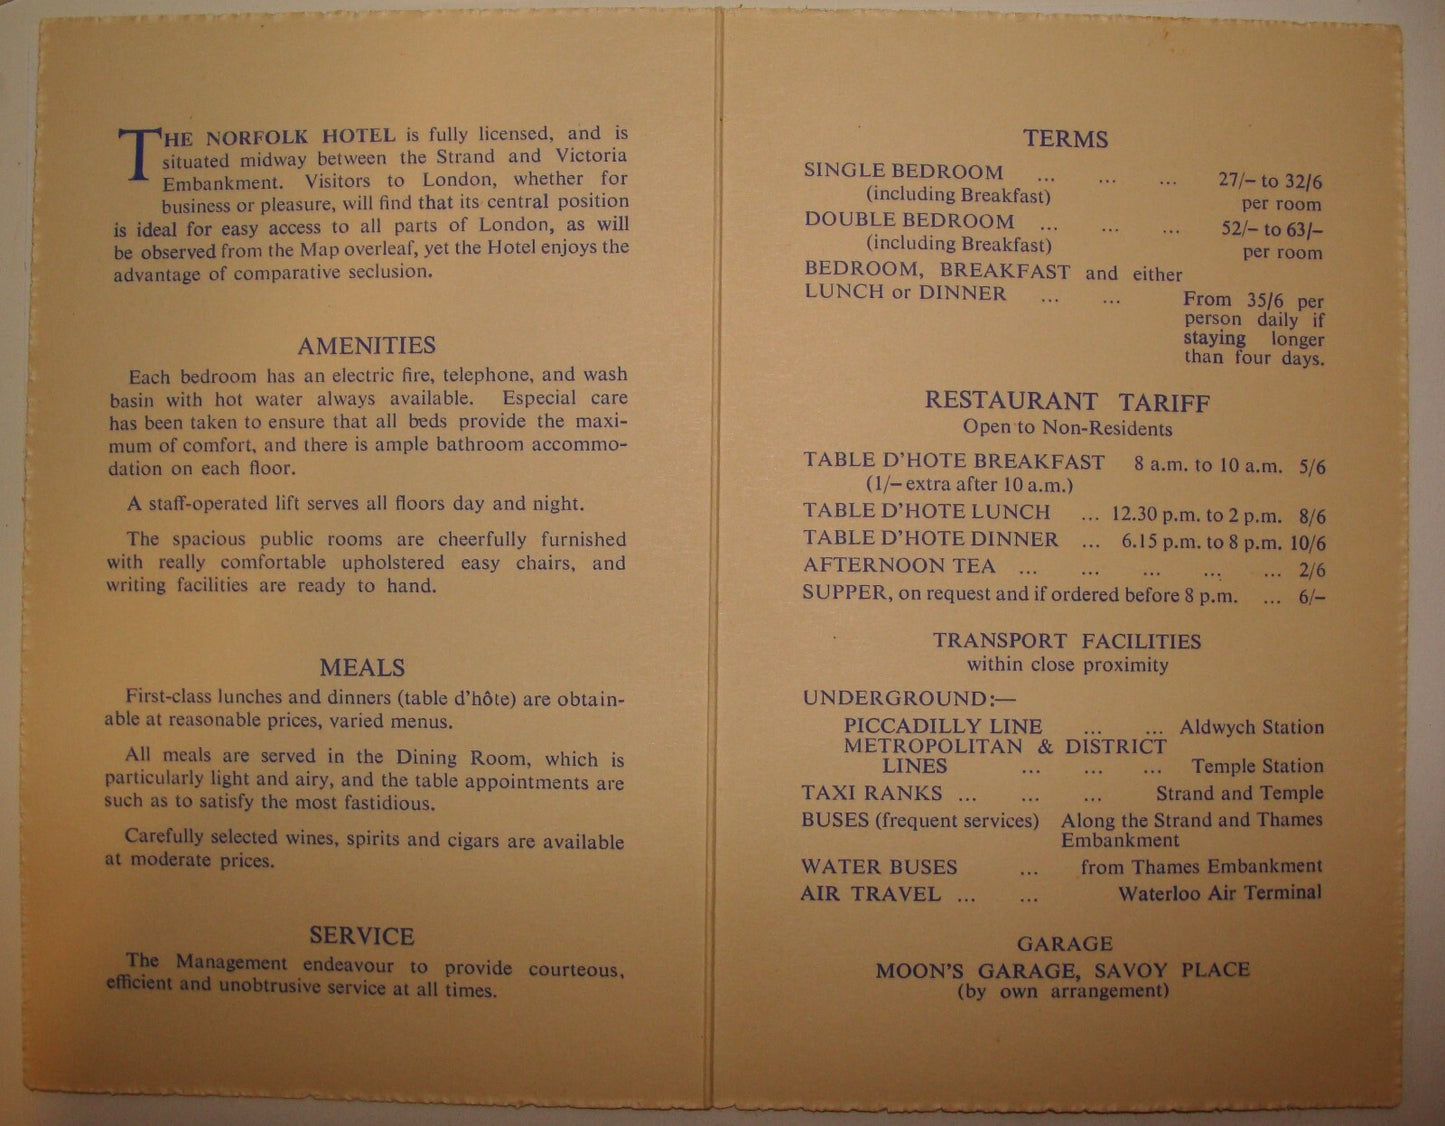 THE NORFOLK HOTEL is fully licensed, and is
situated midway between the Strand and Victoria
Embankment. Visitors to London, whether for
business or pleasure, will find that its central position
is ideal for easy access to all parts of London, as will
be observed from the Map overleaf, yet the Hotel enjoys the
advantage of comparative seclusion.
AMENITIES
Each bedroom has an electric fire, telephone, and wash
basin with hot water always available. Especial care
has been taken to ensure that all beds provide the maxi-
mum of comfort, and there is ample bathroom accommo-
dation on each floor.
A staff-operated lift serves all floors day and night.
The spacious public rooms are cheerfully furnished
with really comfortable upholstered easy chairs, and
writing facilities are ready to hand.
MEALS
First-class lunches and dinners (table d'hôte) are obtain-
able at reasonable prices, varied menus.
All meals are served in the Dining Room, which is
particularly light and airy, and the table appointments are
such as to satisfy the most fastidious.
Carefully selected wines, spirits and cigars are available
at moderate prices.
SERVICE
The Management endeavour to provide courteous,
efficient and unobtrusive service at all times.
TERMS
SINGLE BEDROOM ... ... ... 27/– to 32/6
(including Breakfast) per room
DOUBLE BEDROOM ... ... ... 52/– to 63/–
(including Breakfast) per room
BEDROOM, BREAKFAST and either
LUNCH or DINNER ... ... From 35/6 per
person daily if
staying longer
than four days.
RESTAURANT TARIFF
Open to Non-Residents
TABLE D'HOTE BREAKFAST 8 a.m. to 10 a.m. 5/6
(1/– extra after 10 a.m.)
TABLE D'HOTE LUNCH ... 12.30 p.m. to 2 p.m. 8/6
TABLE D'HOTE DINNER ... 6.15 p.m. to 8 p.m. 10/6
AFTERNOON TEA ... ... ... ... ... 2/6
SUPPER, on request and if ordered before 8 p.m. ... 6/–
TRANSPORT FACILITIES
within close proximity
UNDERGROUND:—
PICCADILLY LINE ... ... Aldwych Station
METROPOLITAN & DISTRICT
LINES ... ... ... Temple Station
TAXI RANKS ... ... ... Strand and Temple
BUSES (frequent services) Along the Strand and Thames
Embankment
WATER BUSES ... from Thames Embankment
AIR TRAVEL ... ... Waterloo Air Terminal
GARAGE
MOON'S GARAGE, SAVOY PLACE
(by own arrangement)